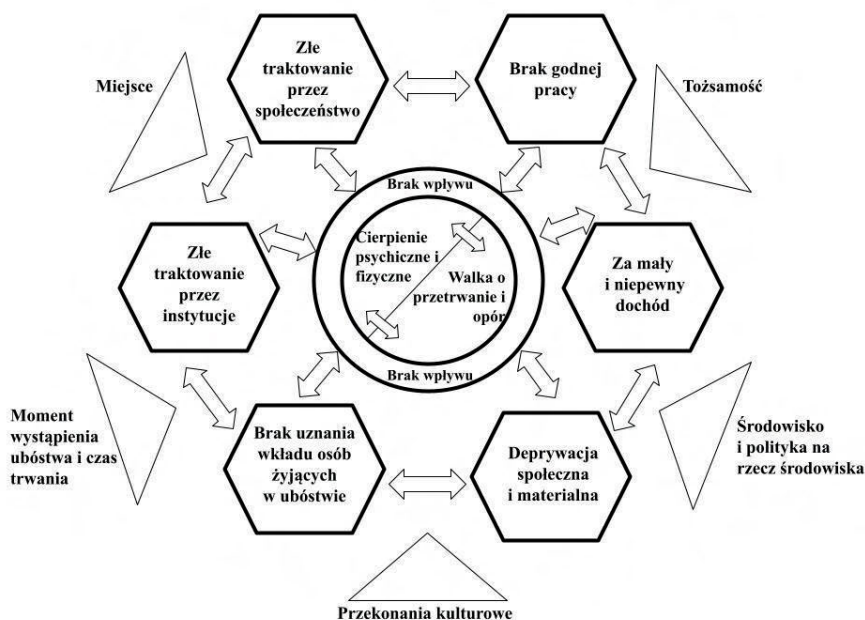 Złe
traktowanie
przez
społeczeństwo
Brak godnej
pracy
Miejsce
Tożsamość
Brak wpływu
Cierpienie
psychiczne i
fizyczne
Walka o
przetrwanie i
opór
Brak wpływu
Złe
traktowanie
przez
instytucje
Za mały
i niepewny
dochód
Moment
wystąpienia
ubóstwa i czas
trwania
Brak uznania
wkładu osób
żyjących
w ubóstwie
Deprywacja
społeczna
i materialna
Środowisko
i polityka na
rzecz środowiska
Przekonania kulturowe